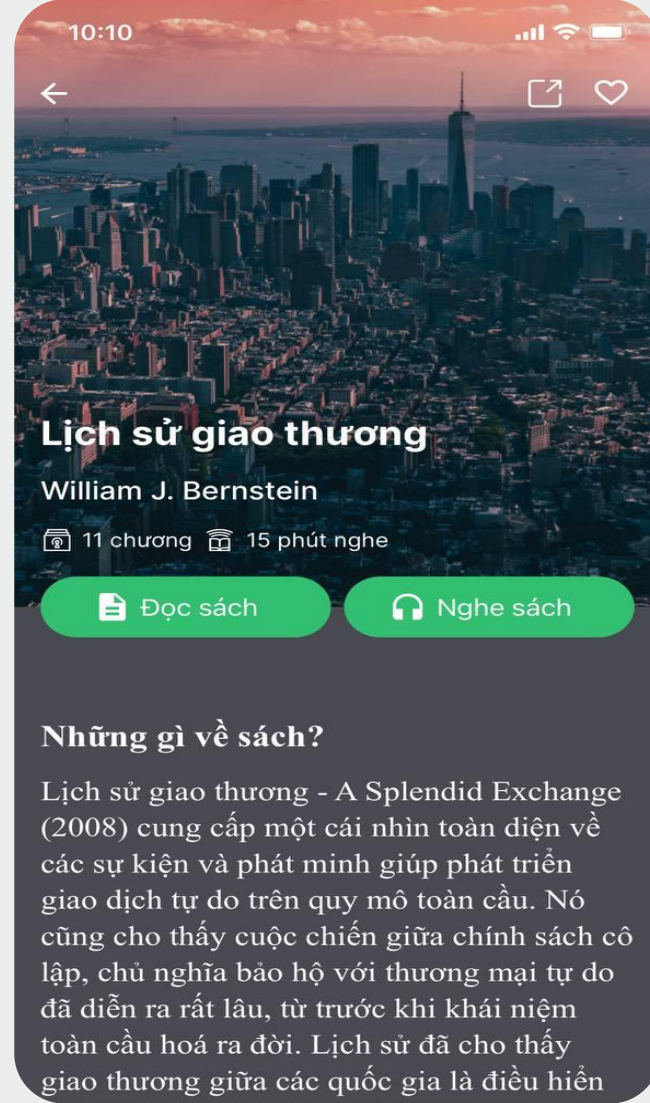 10:10
Lịch sử giao thương
William J. Bernstein
11 chương 15 phút nghe
Đọc sách Nghe sách
Những gì về sách?
Lịch sử giao thương - A Splendid Exchange
(2008) cung cấp một cái nhìn toàn diện về
các sự kiện và phát minh giúp phát triển
giao dịch tự do trên quy mô toàn cầu. Nó
cũng cho thấy cuộc chiến giữa chính sách cô
lập, chủ nghĩa bảo hộ với thương mại tự do
đã diễn ra rất lâu, từ trước khi khái niệm
toàn cầu hoá ra đời. Lịch sử đã cho thấy
giao thương giữa các quốc gia là điều hiển